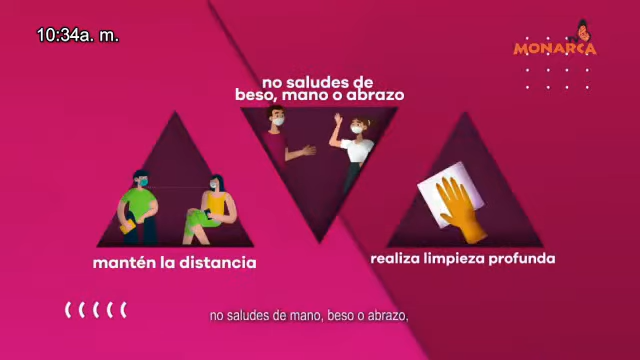 10:34a. m.
TV
MONARCA
no saludes de
beso, mano o abrazo
mantén la distancia
realiza limpieza profunda
no saludes de mano, beso o abrazo,